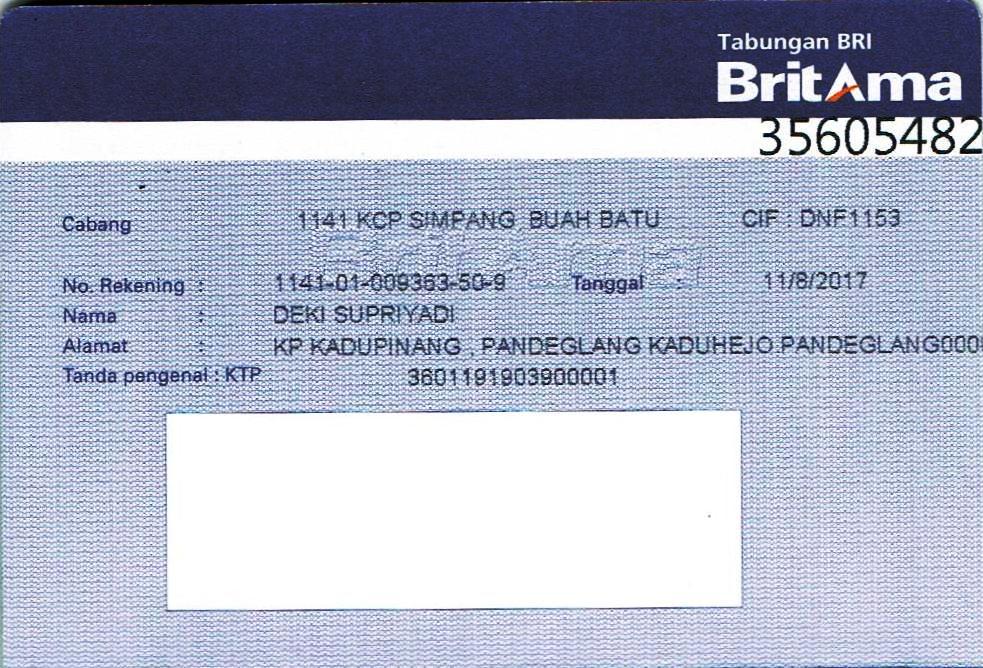 Tabungan BRI
BritAma
35605482
Cabang 1141 KCP SIMPANG BUAH BATU CIF : DNF1153
No. Rekening : 1141-01-009363-50-9 Tanggal : 11/8/2017
Nama : DEKI SUPRIYADI
Alamat : KP KADUPINANG , PANDEGLANG KADUHEJO PANDEGLANG000
Tanda pengenal : KTP 3601191903900001